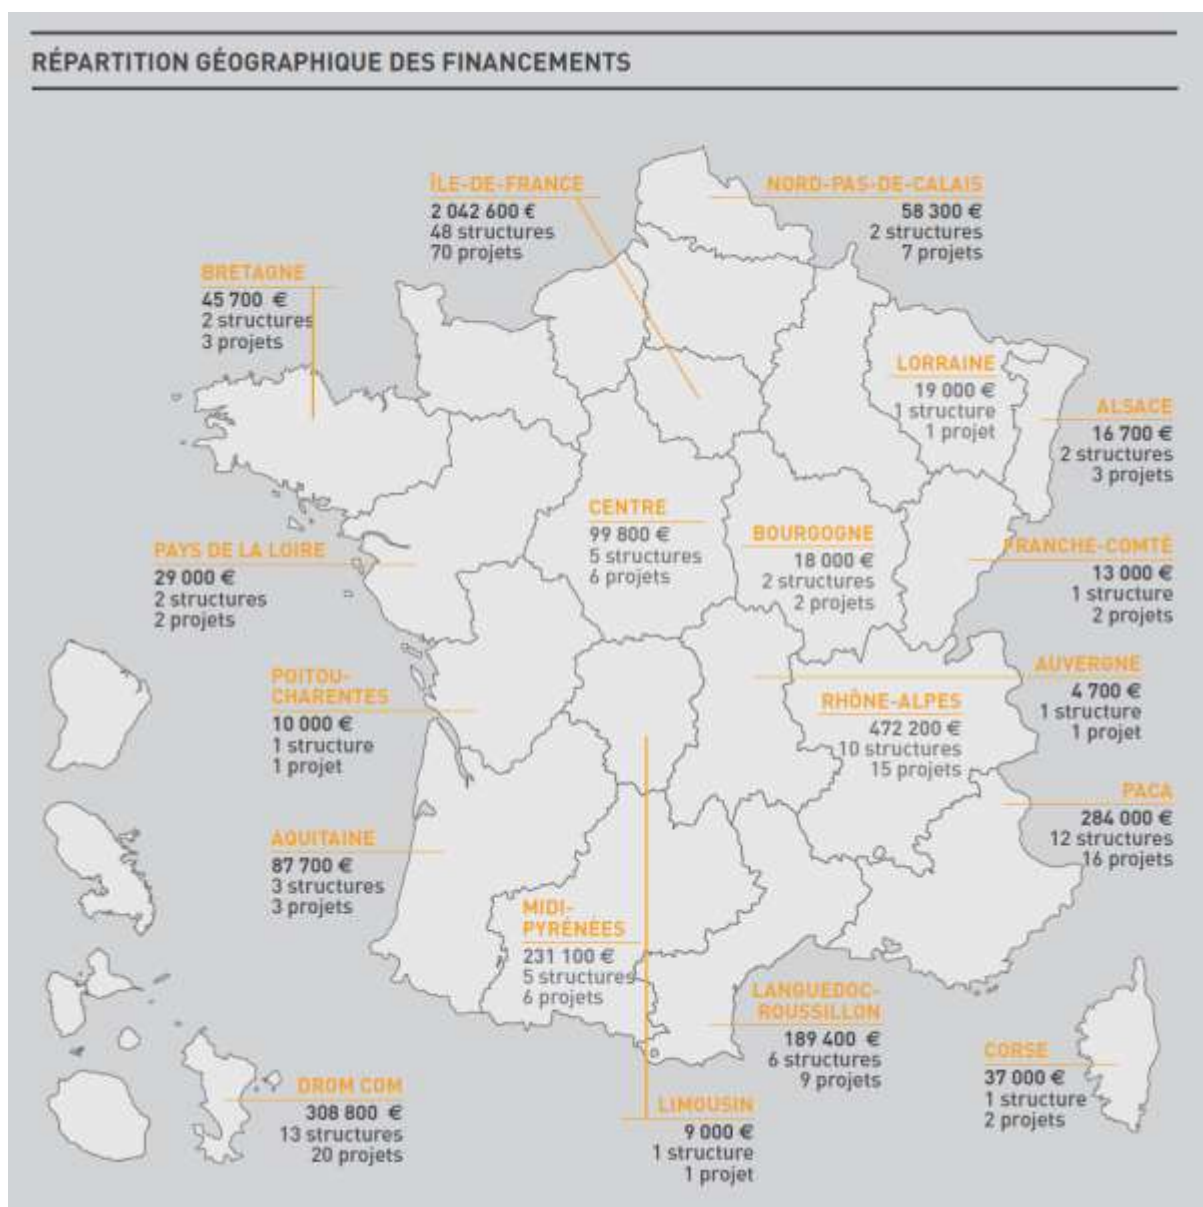 RÉPARTITION GÉOGRAPHIQUE DES FINANCEMENTS
ÎLE-DE-FRANCE
2 042 600 €
48 structures
70 projets
NORD-PAS-DE-CALAIS
58 300 €
2 structures
7 projets
BRETAGNE
45 700 €
2 structures
3 projets
LORRAINE
19 000 €
1 structure
1 projet
ALSACE
16 700 €
2 structures
3 projets
CENTRE
99 800 €
5 structures
6 projets
BOURGOGNE
18 000 €
2 structures
2 projets
FRANCHE-COMTÉ
13 000 €
1 structure
2 projets
PAYS DE LA LOIRE
29 000 €
2 structures
2 projets
POITOU-
CHARENTES
10 000 €
1 structure
1 projet
AUVERGNE
4 700 €
1 structure
1 projet
RHÔNE-ALPES
472 200 €
10 structures
15 projets
PACA
284 000 €
12 structures
16 projets
AQUITAINE
87 700 €
3 structures
3 projets
MIDI-
PYRÉNÉES
231 100 €
5 structures
6 projets
LANGUEDOC-
ROUSSILLON
189 400 €
6 structures
9 projets
CORSE
37 000 €
1 structure
2 projets
DROM COM
308 800 €
13 structures
20 projets
LIMOUSIN
9 000 €
1 structure
1 projet